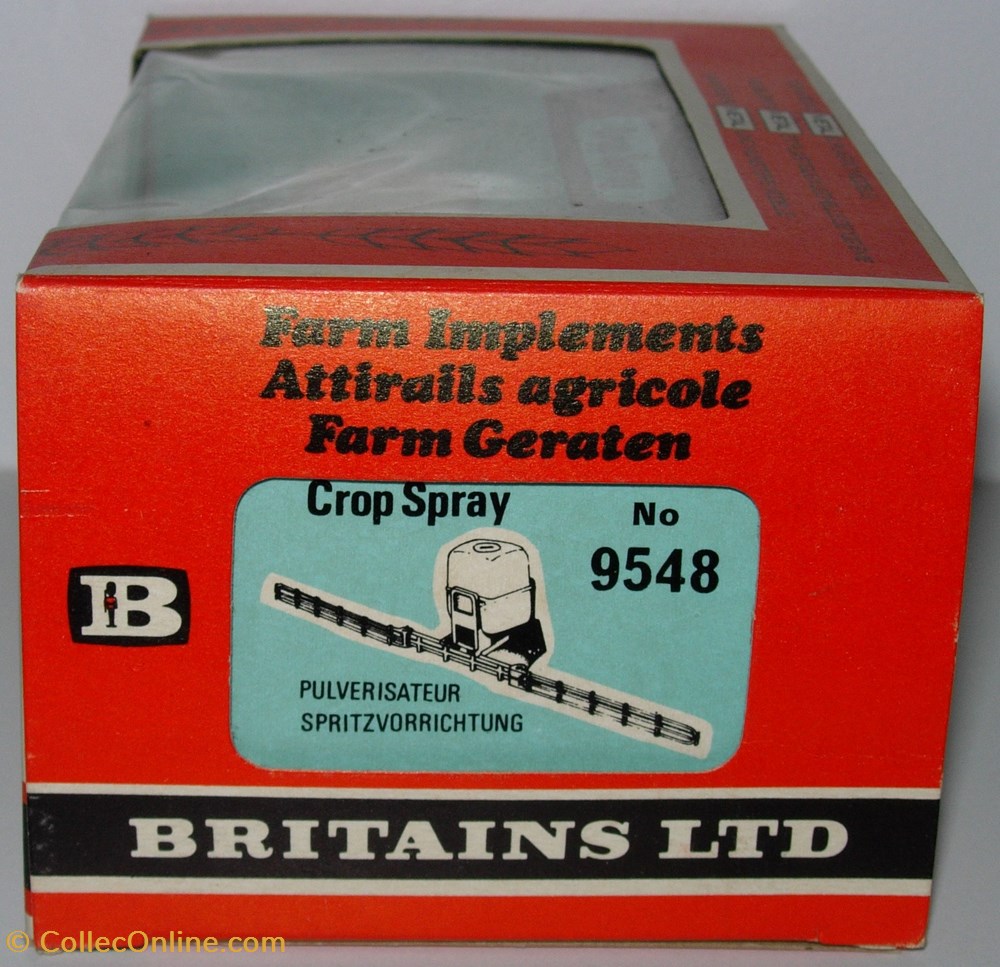 Farm Implements
Attirails agricole
Farm Geraten
Crop Spray
No
9548
B
PULVERISATEUR
SPRITZVORRICHTUNG
BRITAINS LTD
© CollecOnline.com